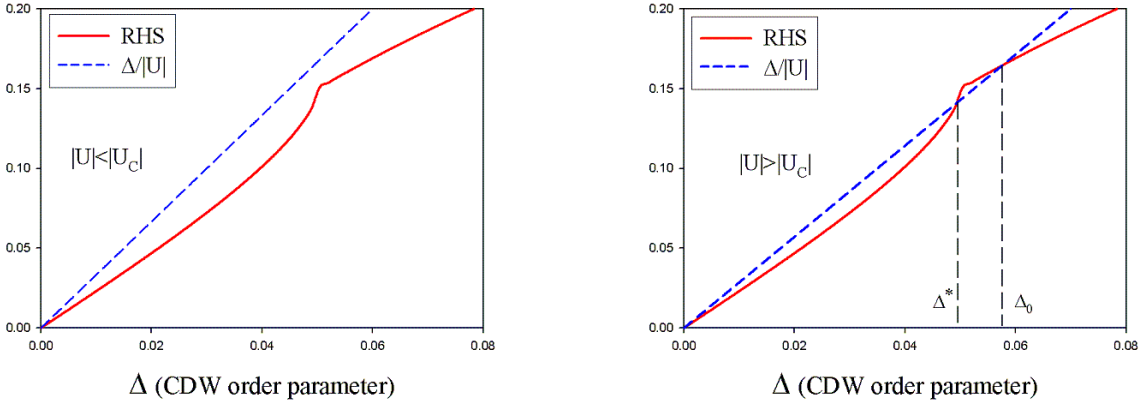 0.20
0.15
0.10
0.05
0.00
RHS
Δ/|U|
|U|<|U_C|
0.00 0.02 0.04 0.06 0.08
Δ (CDW order parameter)
0.20
0.15
0.10
0.05
0.00
RHS
Δ/|U|
|U|>|U_C|
Δ* Δ₀
0.00 0.02 0.04 0.06 0.08
Δ (CDW order parameter)